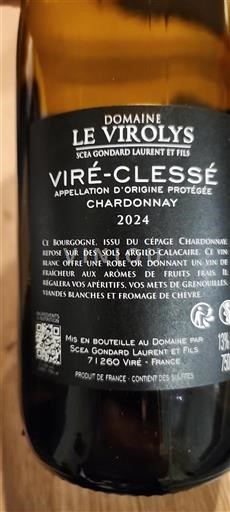 DOMAINE
LE VIROLYS
SCEA GONDARD LAURENT ET FILS
VIRÉ-CLESSÉ
APPELLATION D'ORIGINE PROTÉGÉE
CHARDONNAY
2024
CE BOURGOGNE, ISSU DU CÉPAGE CHARDONNAY,
REPOSE SUR DES SOLS ARGILO-CALACAIRE. CE VIN
BLANC OFFRE UNE ROBE OR DONNANT UN VIN DE
FRAICHEUR AUX ARÔMES DE FRUITS FRAIS. IL
RÉGALERA VOS APÉRITIFS, VOS METS DE GRENOUILLES,
VIANDES BLANCHES ET FROMAGE DE CHÈVRE.
INGRÉDIENTS
MIS EN BOUTEILLE AU DOMAINE PAR
SCEA GONDARD LAURENT ET FILS
71260 VIRÉ - FRANCE
PRODUIT DE FRANCE - CONTIENT DES SULFITES
13%
750